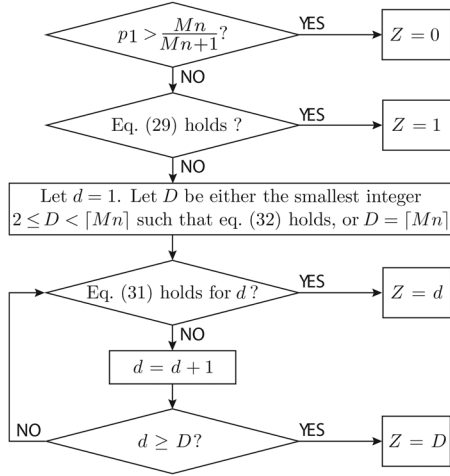 p1 > Mn/Mn+1?
YES
Z = 0
NO
Eq. (29) holds ?
YES
Z = 1
NO
Let d = 1. Let D be either the smallest integer
2 ≤ D < ⌈Mn⌉ such that eq. (32) holds, or D = ⌈Mn⌉
Eq. (31) holds for d?
YES
Z = d
NO
d = d + 1
NO
d ≥ D?
YES
Z = D